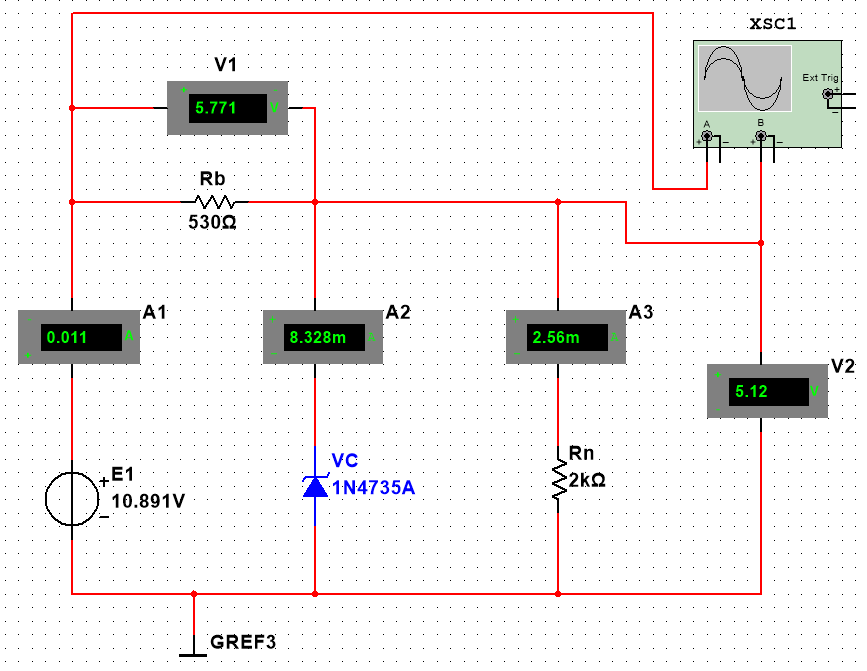 XSC1
V1
5.771 V
Ext Trig
+
−
A
B
+ −
+ −
Rb
530Ω
A1
0.011 A
A2
8.328m A
A3
2.56m A
V2
5.12 V
E1
10.891V
VC
1N4735A
Rn
2kΩ
GREF3